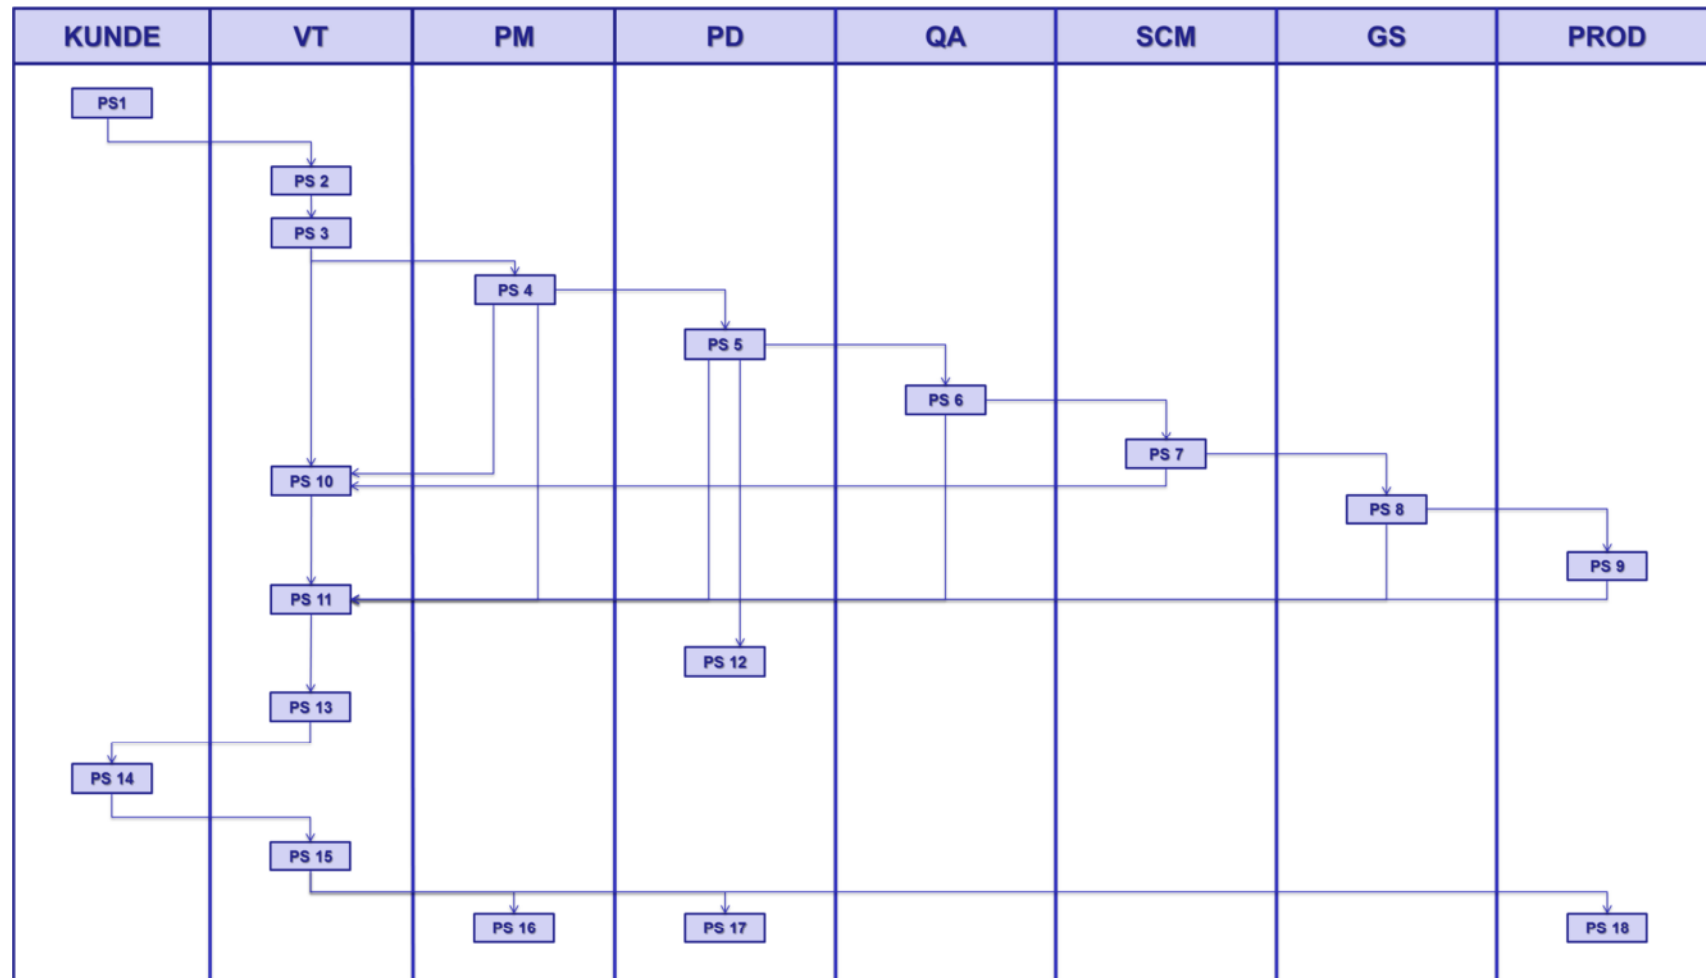 KUNDE VT PM PD QA SCM GS PROD
PS1
PS 2
PS 3
PS 4
PS 5
PS 6
PS 7
PS 10
PS 8
PS 9
PS 11
PS 12
PS 13
PS 14
PS 15
PS 16 PS 17 PS 18